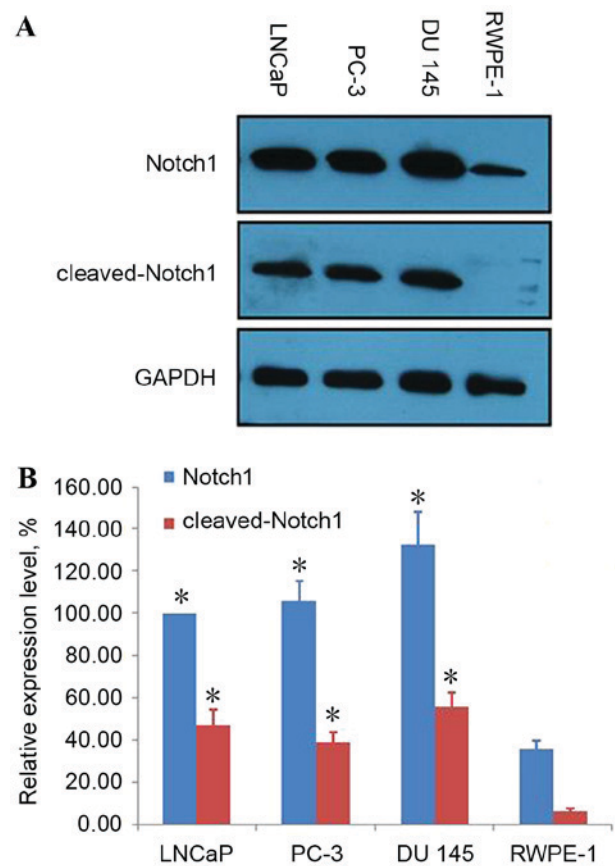 A
LNCaP
PC-3
DU 145
RWPE-1
Notch1
cleaved-Notch1
GAPDH
B
Notch1
cleaved-Notch1
Relative expression level, %
160.00
140.00
120.00
100.00
80.00
60.00
40.00
20.00
0.00
*
*
*
*
*
*
LNCaP
PC-3
DU 145
RWPE-1